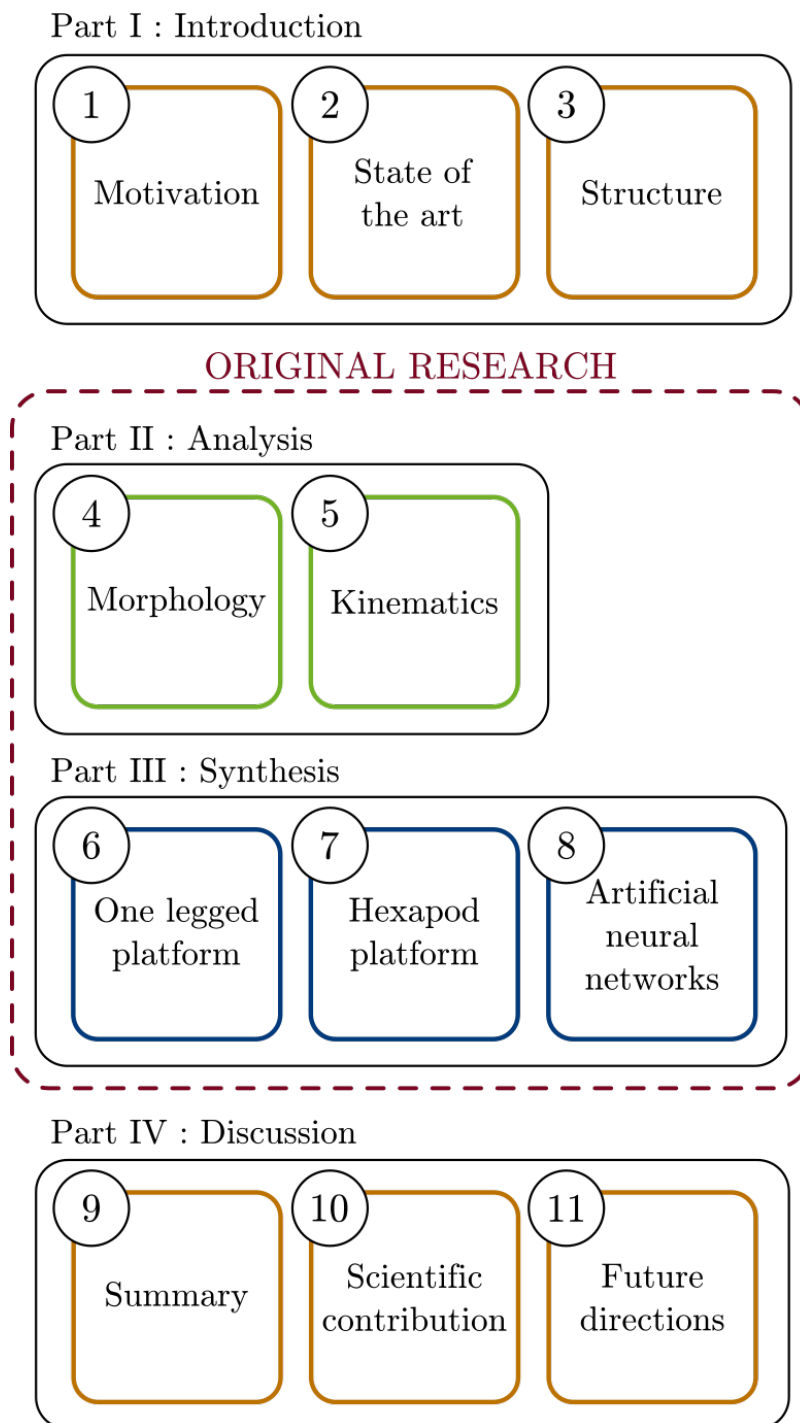 Part I : Introduction
1
Motivation
2
State of
the art
3
Structure
ORIGINAL RESEARCH
Part II : Analysis
4
Morphology
5
Kinematics
Part III : Synthesis
6
One legged
platform
7
Hexapod
platform
8
Artificial
neural
networks
Part IV : Discussion
9
Summary
10
Scientific
contribution
11
Future
directions